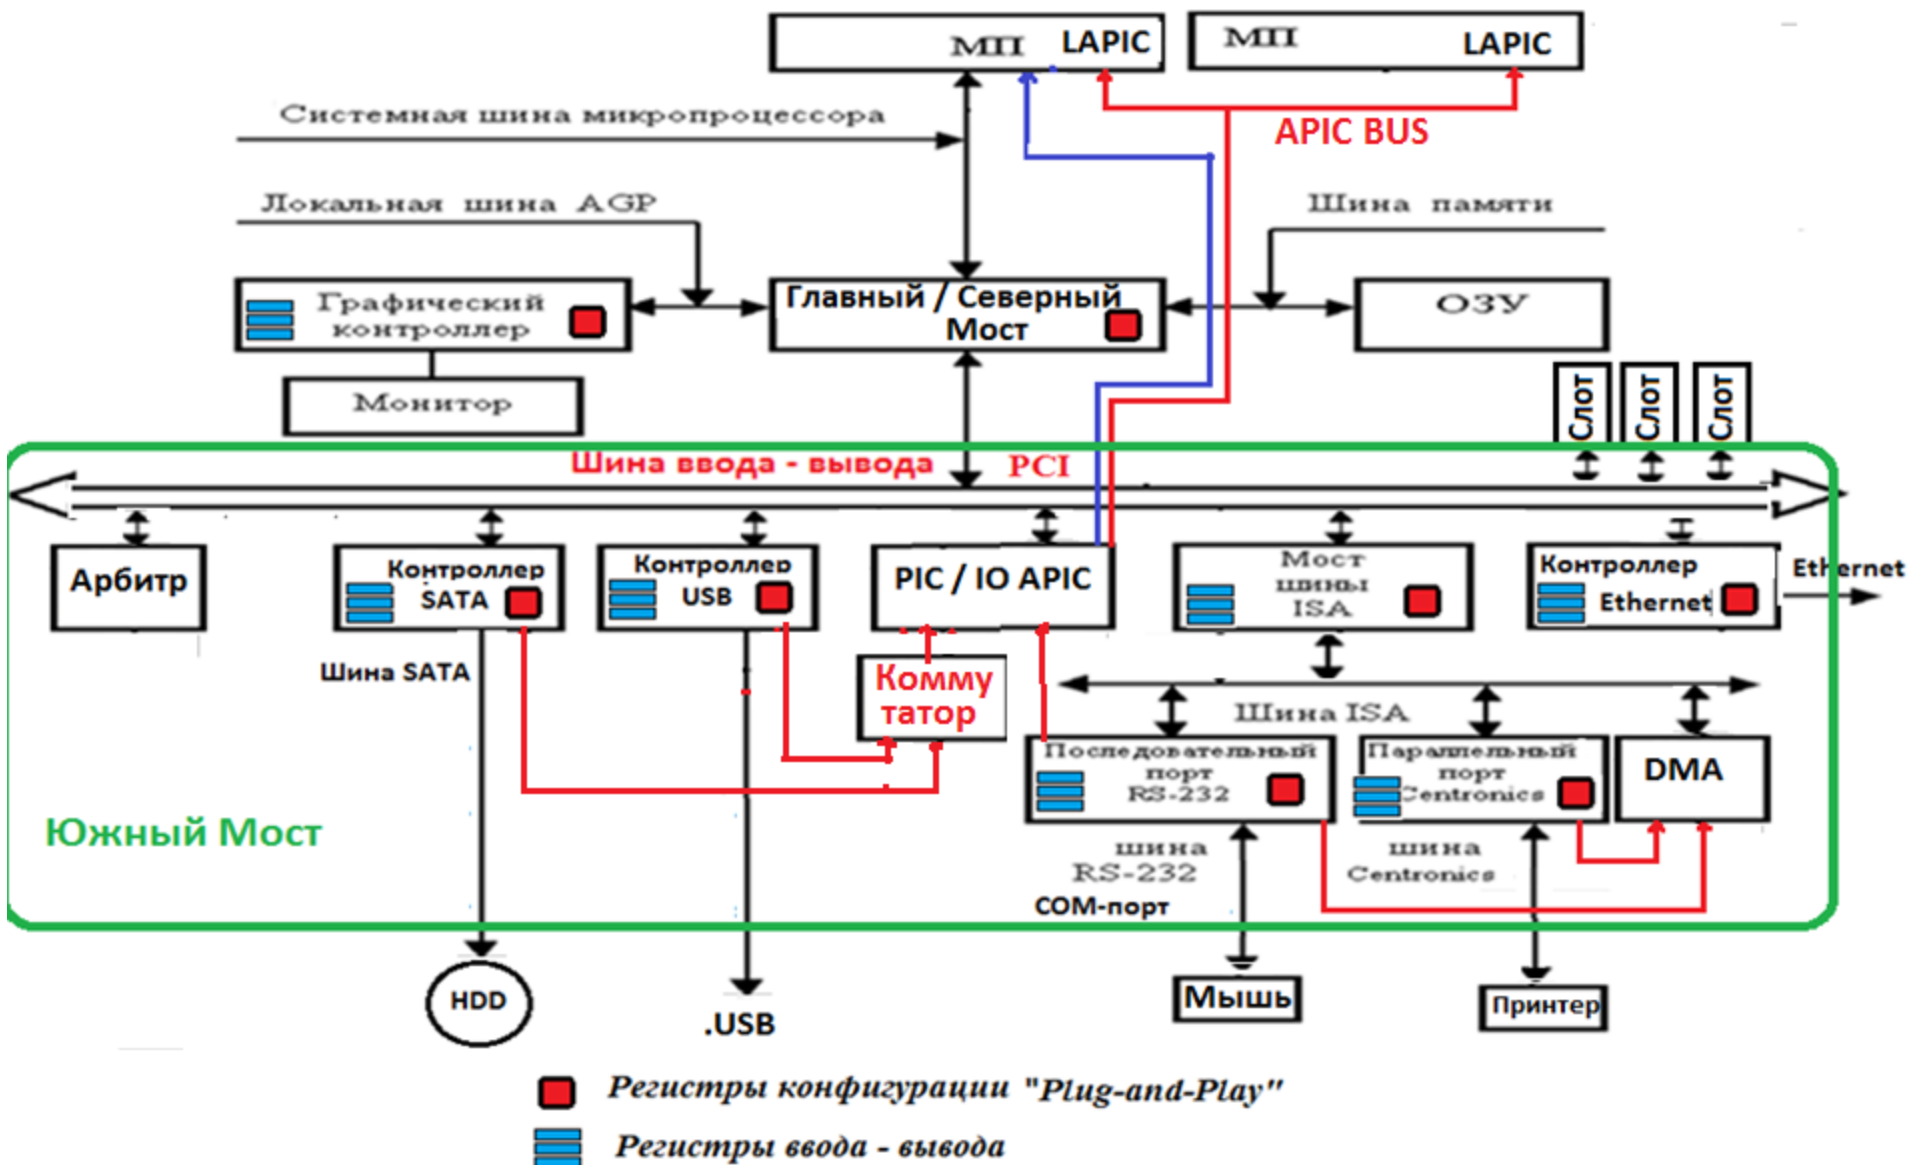 МП LAPIC
МП LAPIC
Системная шина микропроцессора
APIC BUS
Локальная шина AGP
Шина памяти
Графический
контроллер
Главный / Северный
Мост
ОЗУ
Монитор
Слот
Слот
Слот
Шина ввода - вывода PCI
Арбитр
Контроллер
SATA
Контроллер
USB
PIC / IO APIC
Мост
шины
ISA
Контроллер
Ethernet
Ethernet
Шина SATA
Комму
татор
Шина ISA
Последовательный
порт
RS-232
Параллельный
порт
Centronics
DMA
Южный Мост
шина
RS-232
шина
Centronics
COM-порт
HDD
.USB
Мышь
Принтер
Регистры конфигурации "Plug-and-Play"
Регистры ввода - вывода